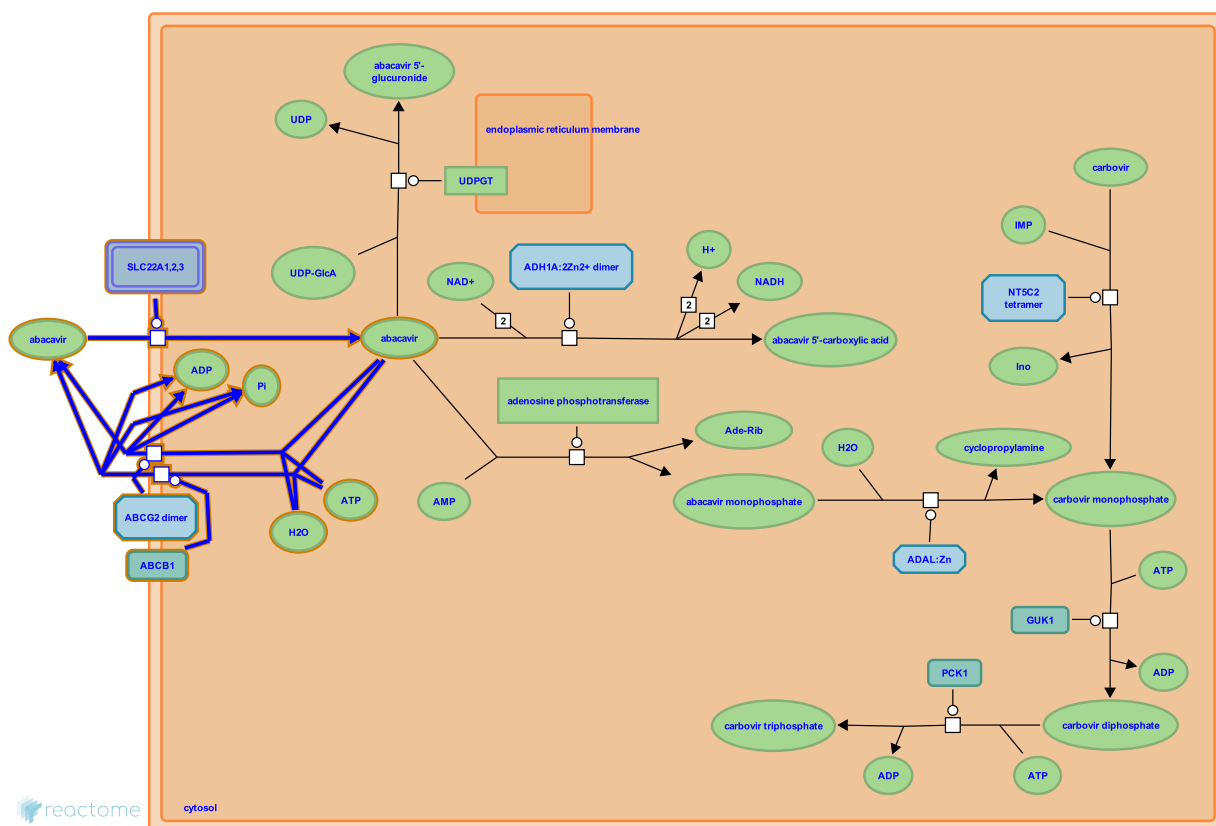 abacavir 5'-
glucuronide
UDP
endoplasmic reticulum membrane
UDPGT
carbovir
IMP
UDP-GlcA
NAD+
ADH1A:2Zn2+ dimer
H+
NADH
SLC22A1,2,3
NT5C2
tetramer
2
2
2
abacavir
abacavir
abacavir 5'-carboxylic acid
Ino
ADP
Pi
adenosine phosphotransferase
Ade-Rib
H2O
cyclopropylamine
AMP
abacavir monophosphate
carbovir monophosphate
ATP
ABCG2 dimer
H2O
ABCB1
ADAL:Zn
ATP
GUK1
PCK1
ADP
carbovir triphosphate
carbovir diphosphate
ADP
ATP
reactome
cytosol